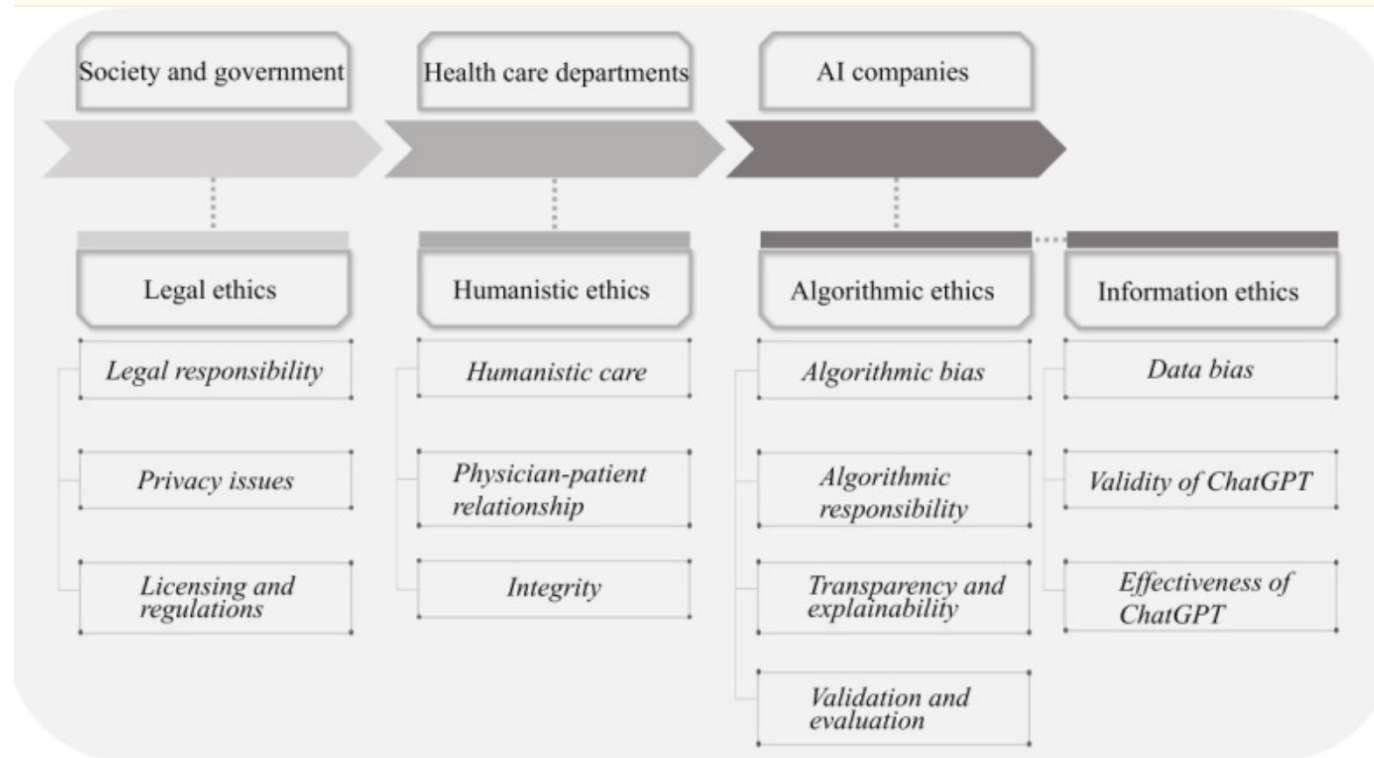 Society and government
Health care departments
AI companies
Legal ethics
Humanistic ethics
Algorithmic ethics
Information ethics
Legal responsibility
Privacy issues
Licensing and
regulations
Humanistic care
Physician-patient
relationship
Integrity
Algorithmic bias
Algorithmic
responsibility
Transparency and
explainability
Validation and
evaluation
Data bias
Validity of ChatGPT
Effectiveness of
ChatGPT